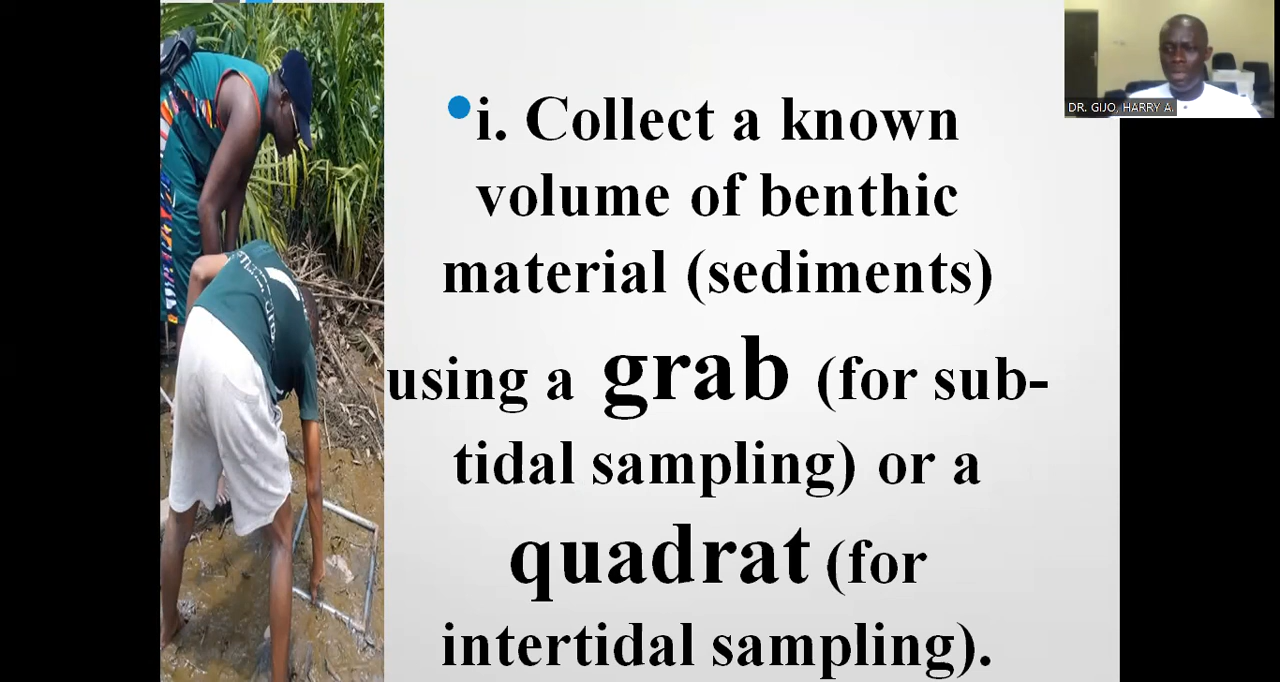 • i. Collect a known
volume of benthic
material (sediments)
using a grab (for sub-
tidal sampling) or a
quadrat (for
intertidal sampling).
DR. GIJO, HARRY A.